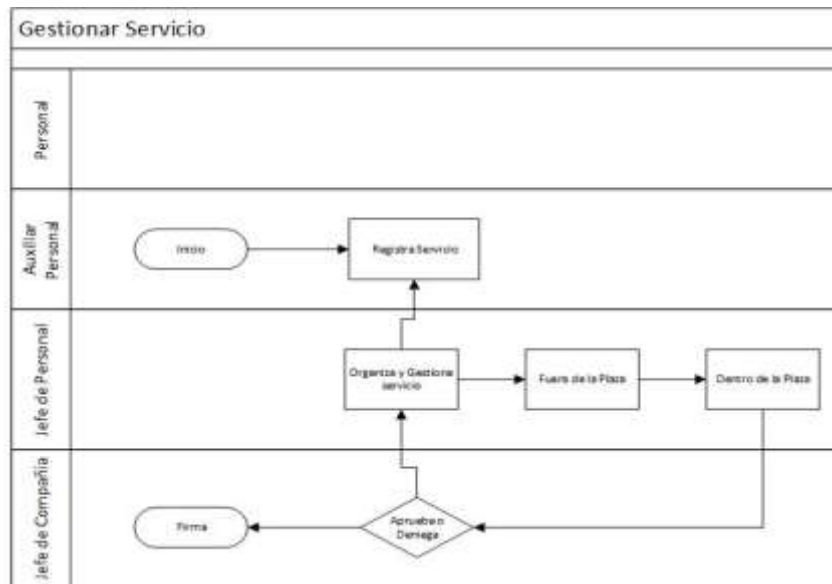 Gestionar Servicio
Personal
Auxiliar
Personal
Inicio
Registra Servicio
Jefe de Personal
Organiza y Gestiona
servicio
Fuera de la Plaza
Dentro de la Plaza
Jefe de Compañia
Firma
Aprueba o
Deniega